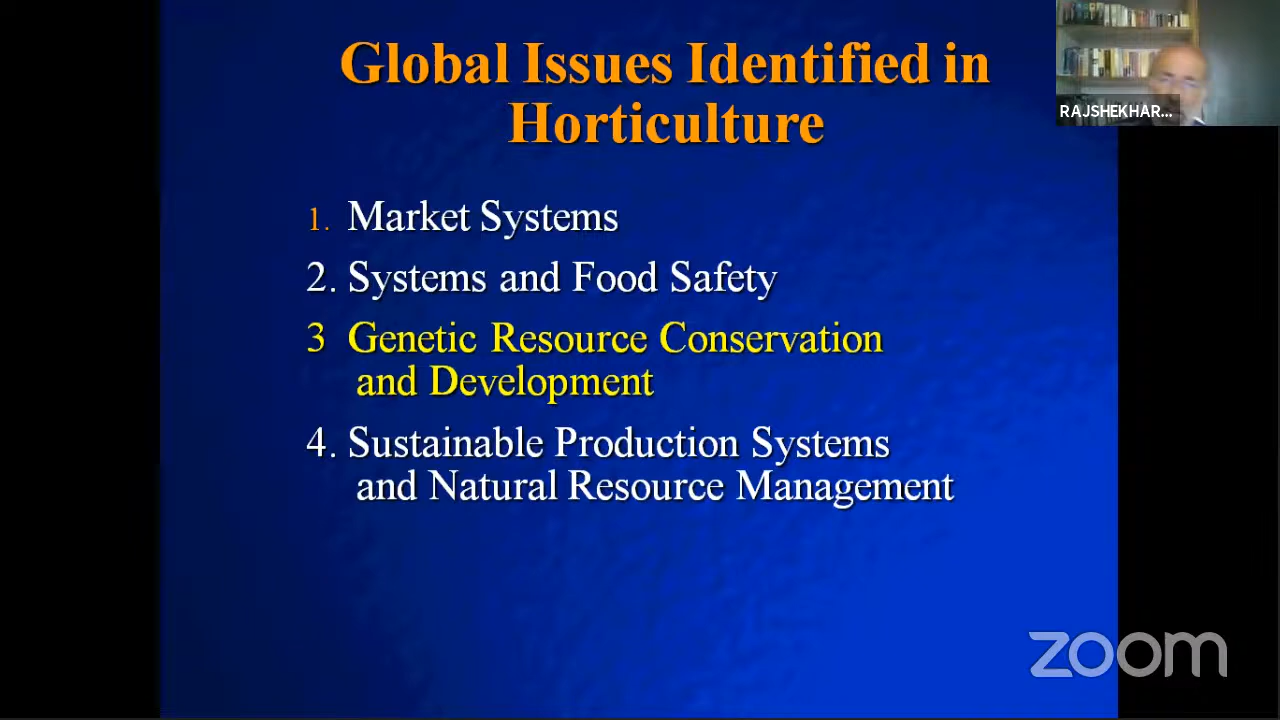 Global Issues Identified in
Horticulture
RAJSHEKHAR...
1. Market Systems
2. Systems and Food Safety
3 Genetic Resource Conservation
and Development
4. Sustainable Production Systems
and Natural Resource Management
zoom